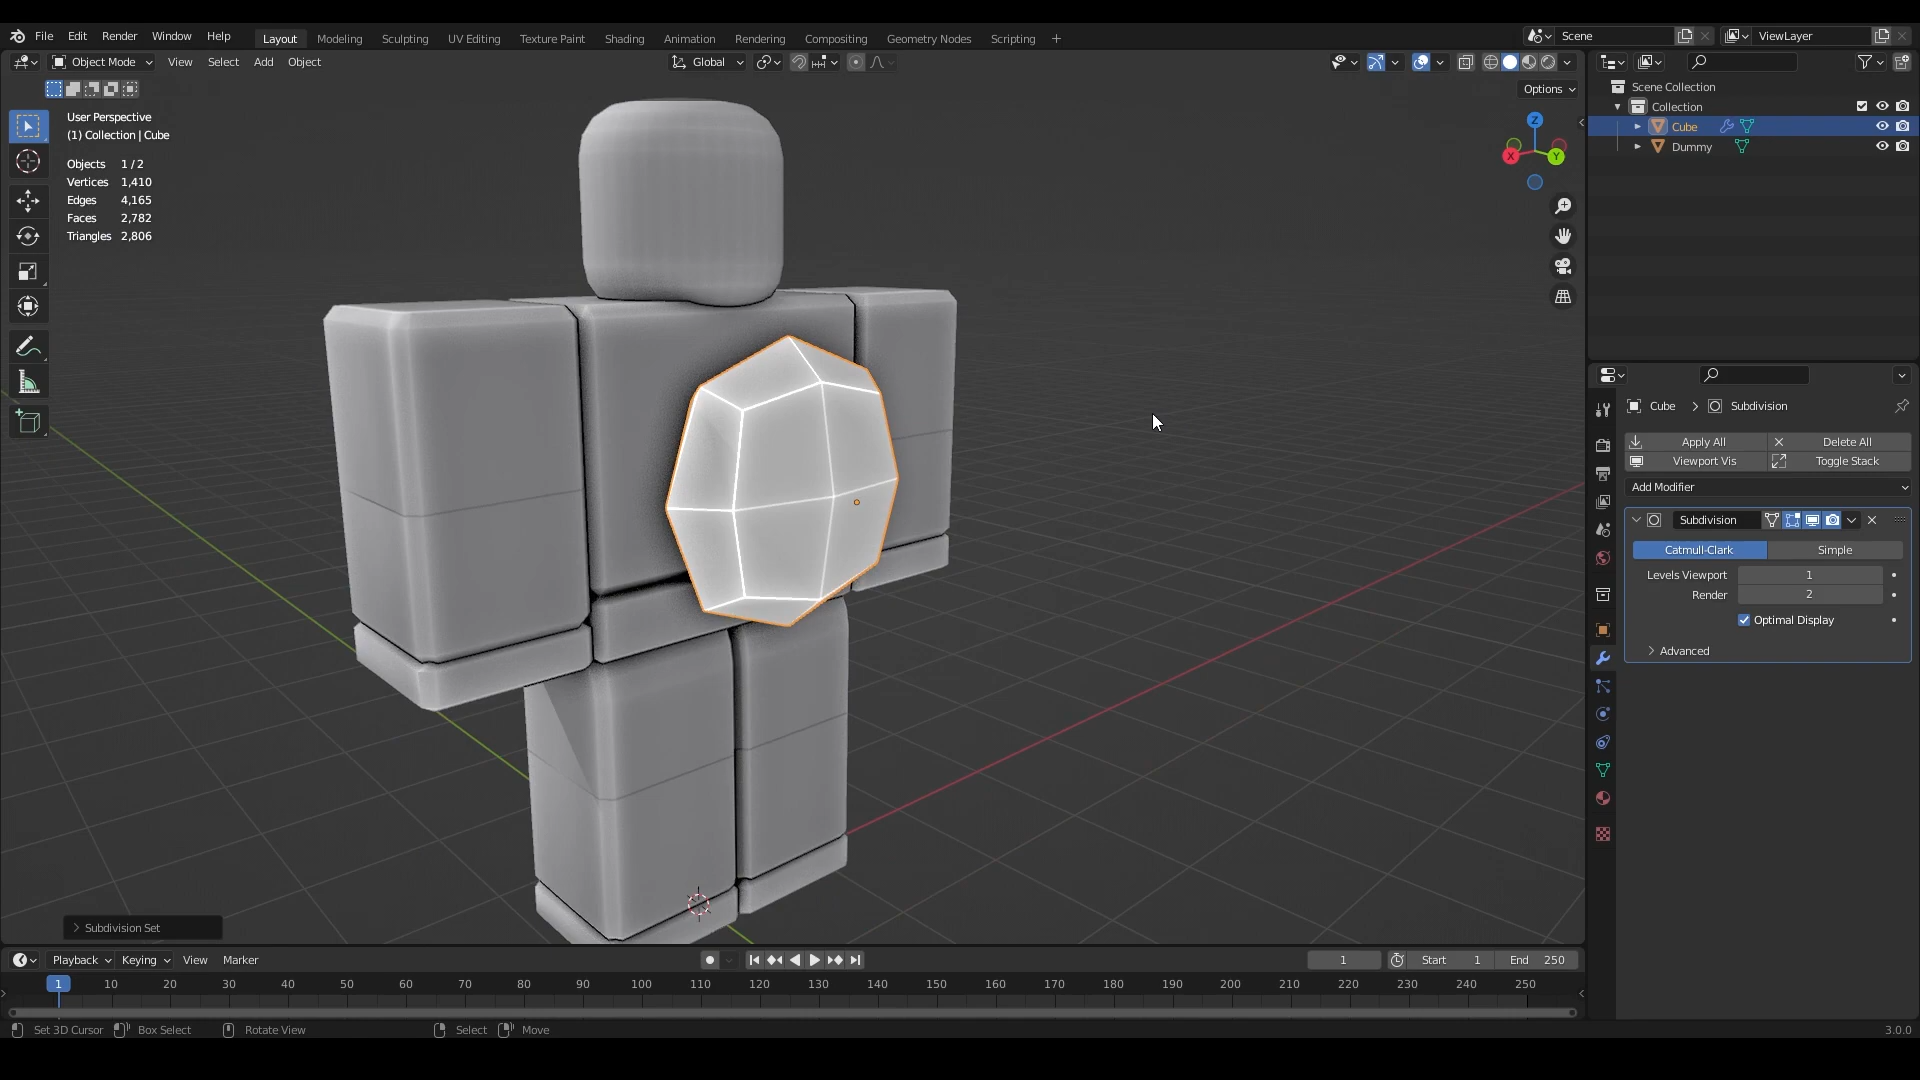 File Edit Render Window Help Layout Modeling Sculpting UV Editing Texture Paint Shading Animation Rendering Compositing Geometry Nodes Scripting Scene ViewLayer
Object Mode View Select Add Object Global
Options
User Perspective
(1) Collection | Cube
Objects 1 / 2
Vertices 1,410
Edges 4,165
Faces 2,782
Triangles 2,806
Z
X
Y
Subdivision Set
Scene Collection
Collection
Cube
Dummy
Cube Subdivision
Apply All Delete All
Viewport Vis Toggle Stack
Add Modifier
Subdivision
Catmull-Clark Simple
Levels Viewport 1
Render 2
Optimal Display
Advanced
Playback Keying View Marker 1 Start 1 End 250
1 10 20 30 40 50 60 70 80 90 100 110 120 130 140 150 160 170 180 190 200 210 220 230 240 250
Set 3D Cursor Box Select Rotate View Select Move 3.0.0